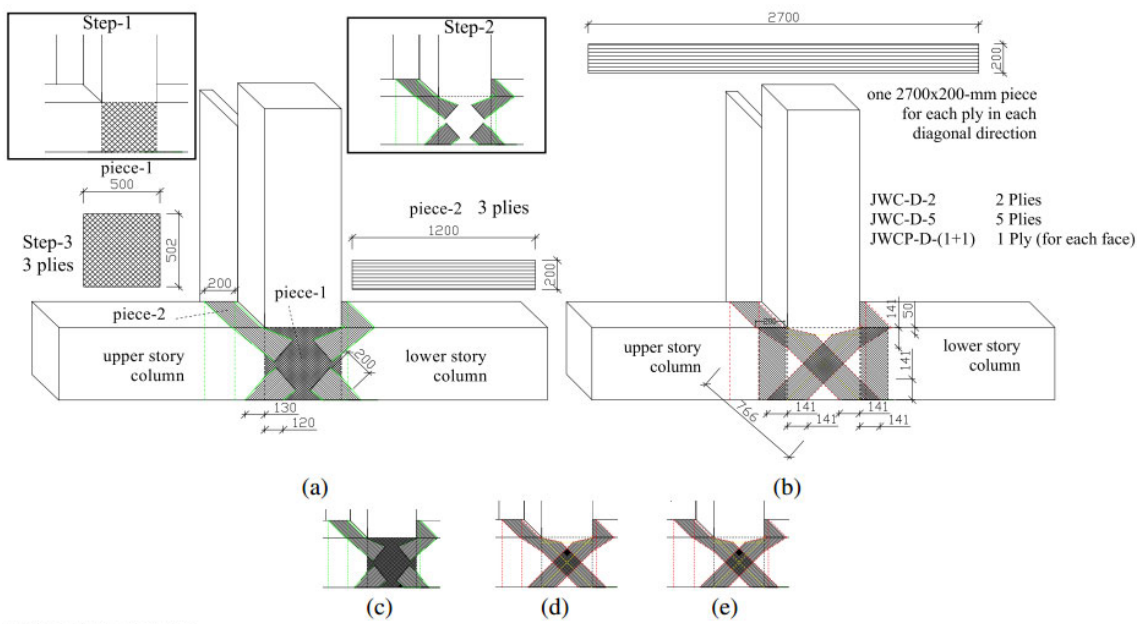 Step-1
Step-2
piece-1
500
502
Step-3
3 plies
200
piece-1
piece-2
piece-2 3 plies
1200
200
upper story
column
lower story
column
200
130
120
(a)
2700
200
one 2700x200-mm piece
for each ply in each
diagonal direction
JWC-D-2 2 Plies
JWC-D-5 5 Plies
JWCP-D-(1+1) 1 Ply (for each face)
200
141
50
141
upper story
column
lower story
column
766
141
141
141
141
(b)
(c)
(d)
(e)